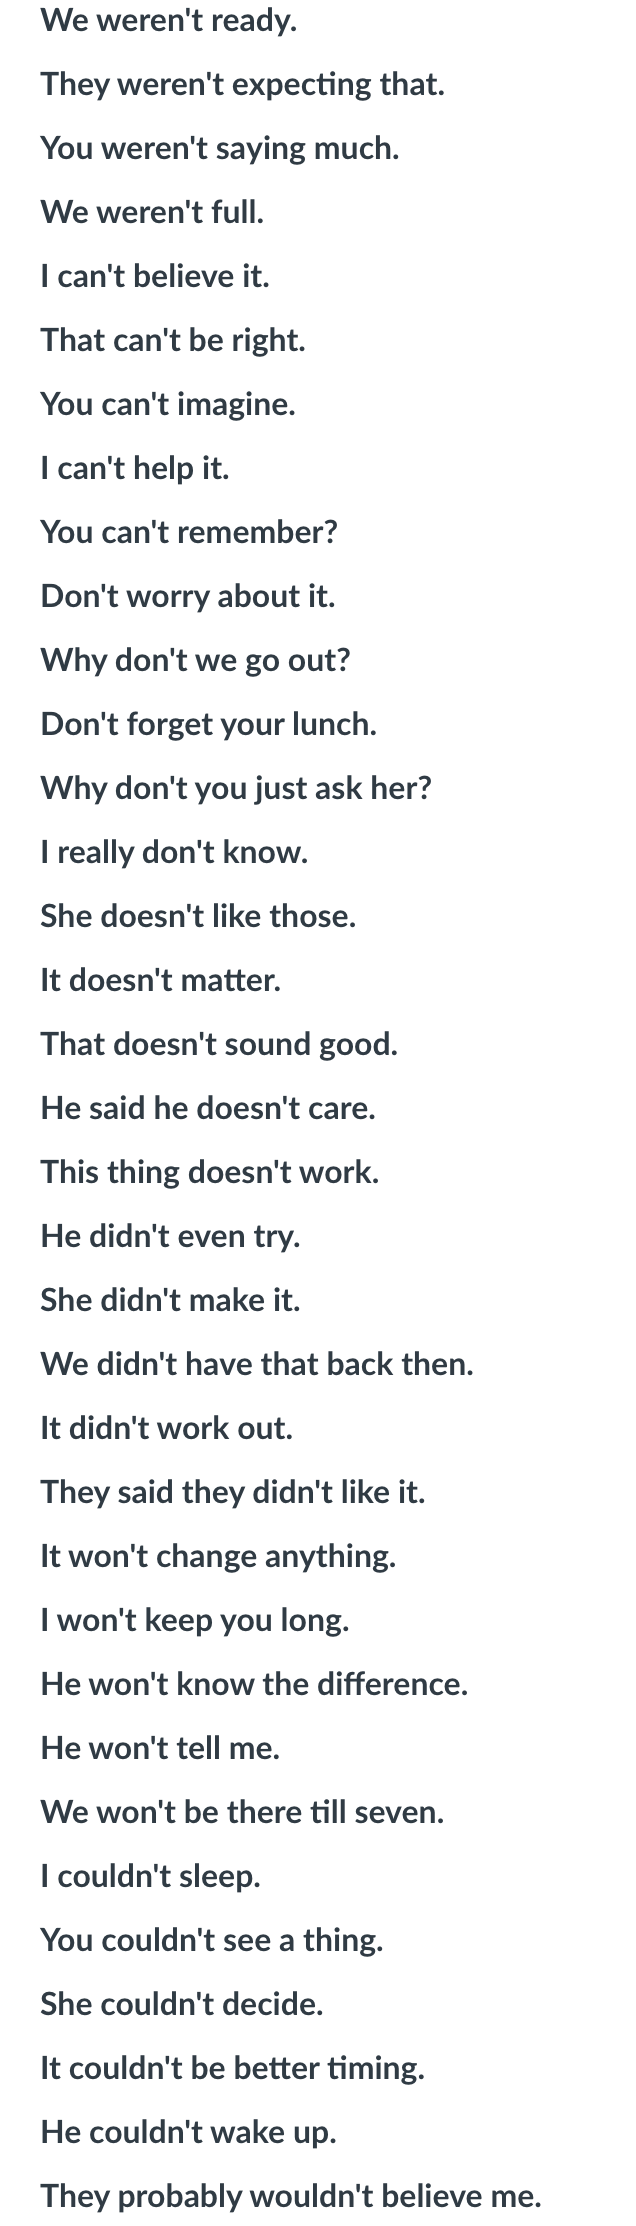 We weren't ready.
They weren't expecting that.
You weren't saying much.
We weren't full.
I can't believe it.
That can't be right.
You can't imagine.
I can't help it.
You can't remember?
Don't worry about it.
Why don't we go out?
Don't forget your lunch.
Why don't you just ask her?
I really don't know.
She doesn't like those.
It doesn't matter.
That doesn't sound good.
He said he doesn't care.
This thing doesn't work.
He didn't even try.
She didn't make it.
We didn't have that back then.
It didn't work out.
They said they didn't like it.
It won't change anything.
I won't keep you long.
He won't know the difference.
He won't tell me.
We won't be there till seven.
I couldn't sleep.
You couldn't see a thing.
She couldn't decide.
It couldn't be better timing.
He couldn't wake up.
They probably wouldn't believe me.